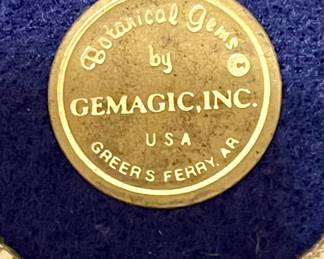 Botanical Gems ©
by
GEMAGIC, INC.
USA
GREERS FERRY, AR